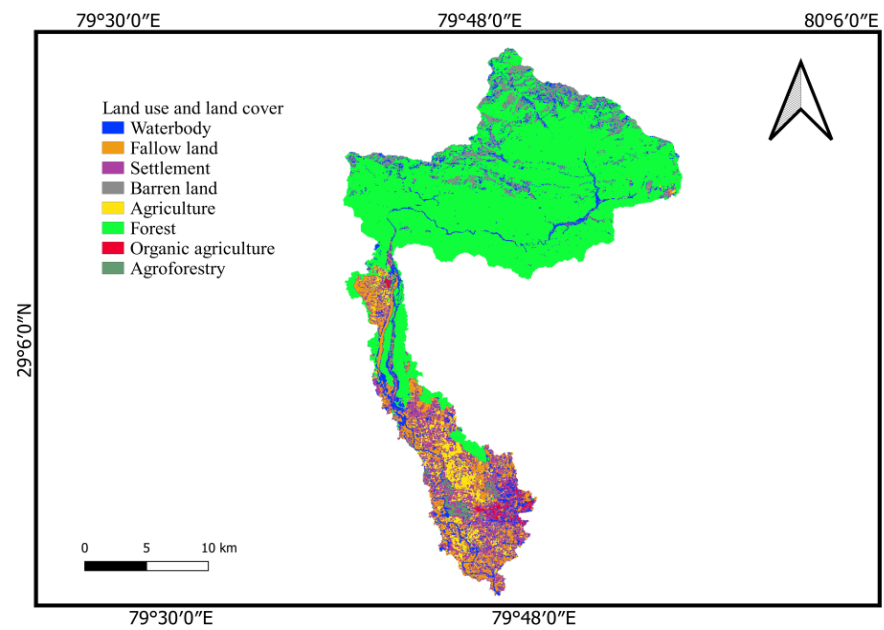 79°30′0″E 79°48′0″E 80°6′0″E
Land use and land cover
Waterbody
Fallow land
Settlement
Barren land
Agriculture
Forest
Organic agriculture
Agroforestry
29°6′0″N
0 5 10 km
79°30′0″E 79°48′0″E